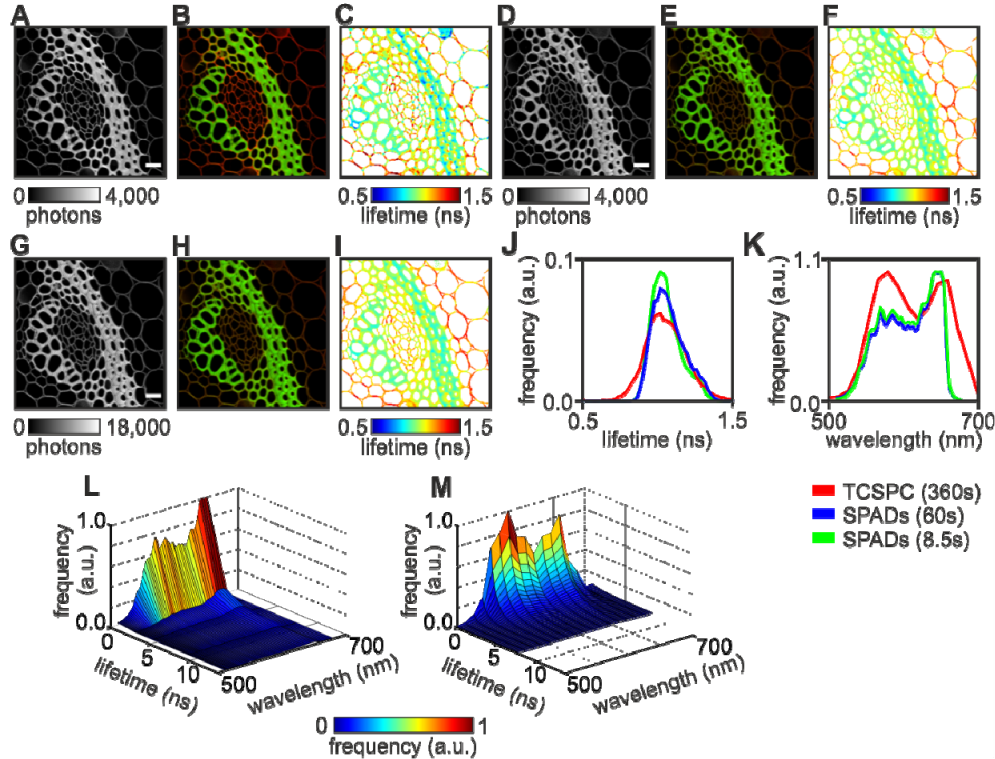 A B C D E F
0 4,000 0.5 1.5 0 4,000 0.5 1.5
photons lifetime (ns) photons lifetime (ns)
G H I J K
0 18,000 0.5 1.5
photons lifetime (ns)
frequency (a.u.)
0.1
0.0
0.5 1.5
lifetime (ns)
frequency (a.u.)
1.1
0.0
500 700
wavelength (nm)
L M
TCSPC (360s)
SPADs (60s)
SPADs (8.5s)
frequency
(a.u.)
1.0
0.0
0 5 10
lifetime (ns)
500 700
wavelength (nm)
frequency
(a.u.)
1.0
0.0
0 5 10
lifetime (ns)
500 700
wavelength (nm)
0 1
frequency (a.u.)